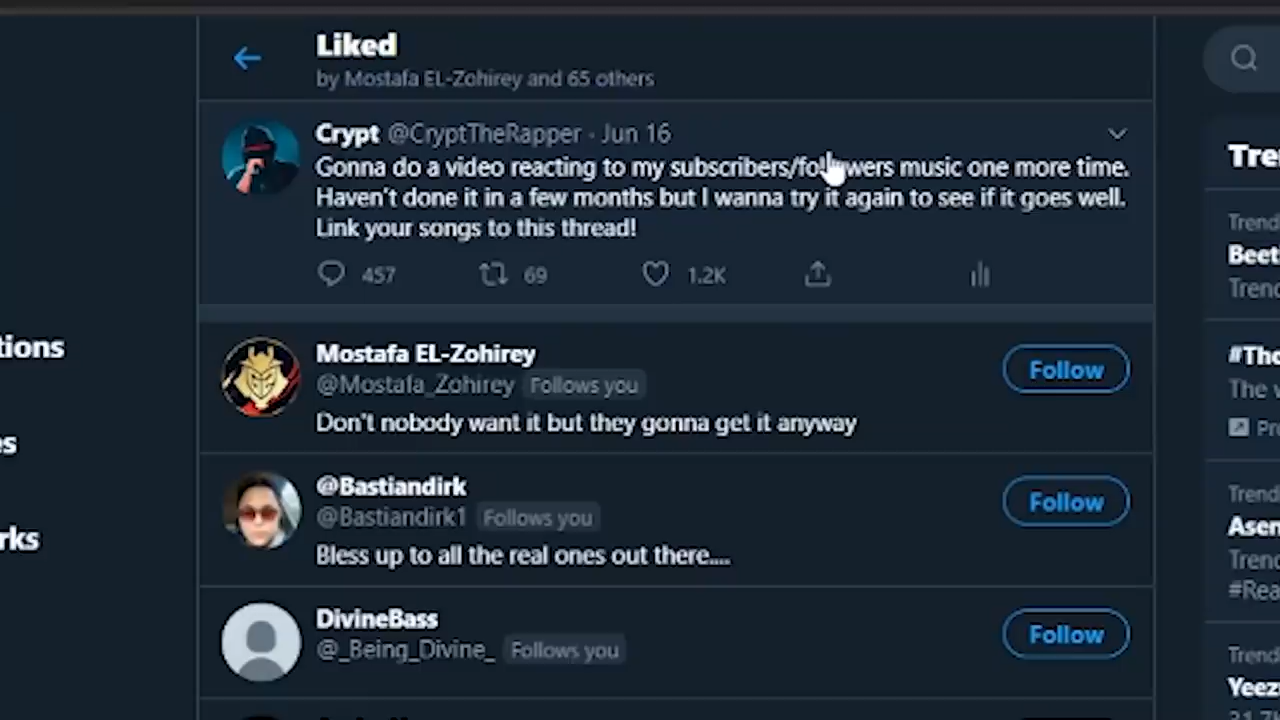 Liked
by Mostafa EL-Zohirey and 65 others
Crypt @CryptTheRapper · Jun 16
Gonna do a video reacting to my subscribers/followers music one more time.
Haven't done it in a few months but I wanna try it again to see if it goes well.
Link your songs to this thread!
457 69 1.2K
Mostafa EL-Zohirey
@Mostafa_Zohirey Follows you
Follow
Don't nobody want it but they gonna get it anyway
@Bastiandirk
@Bastiandirk1 Follows you
Follow
Bless up to all the real ones out there....
DivineBass
@_Being_Divine_ Follows you
Follow
tions
es
rks
Tre
Trend
Beet
Trend
#Tho
The v
Pro
Trend
Asen
Trend
#Rea
Trend
Yeez